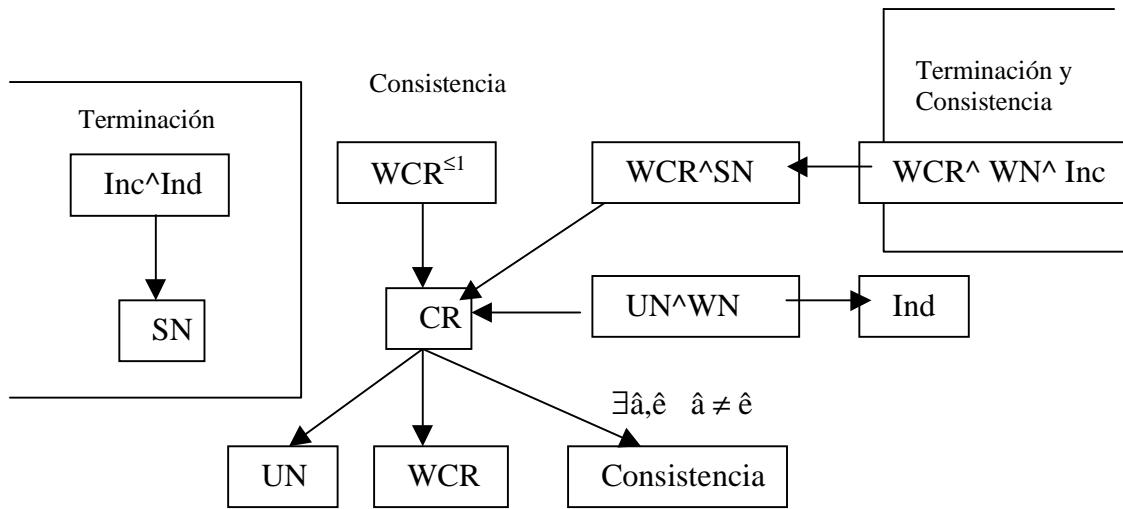 Terminación y
Consistencia
Consistencia
Terminación
Inc^Ind
WCR≤1
WCR^SN
WCR^ WN^ Inc
SN
CR
UN^WN
Ind
∃â,ê â ≠ ê
UN
WCR
Consistencia